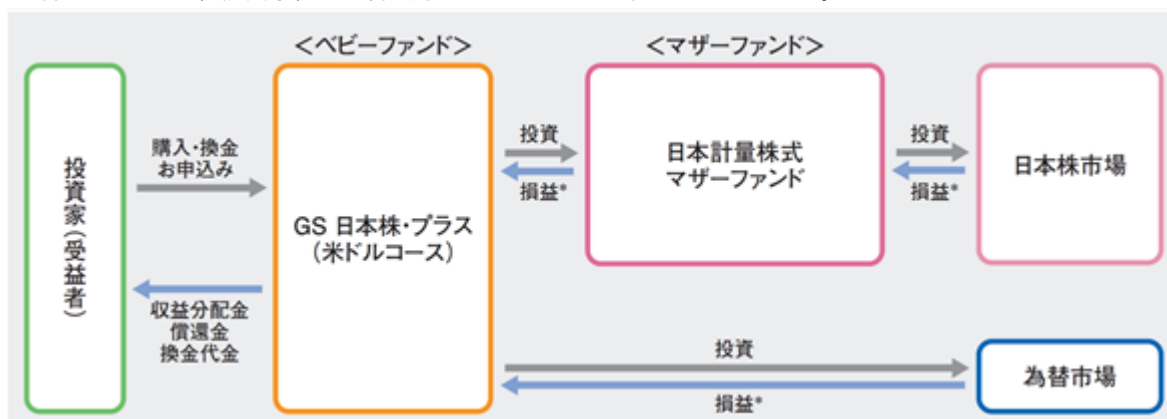 ＜ベビーファンド＞
＜マザーファンド＞
投資家（受益者）
購入・換金
お申込み
収益分配金
償還金
換金代金
GS 日本株・プラス
（米ドルコース）
投資
損益*
日本計量株式
マザーファンド
投資
損益*
日本株市場
投資
損益*
為替市場